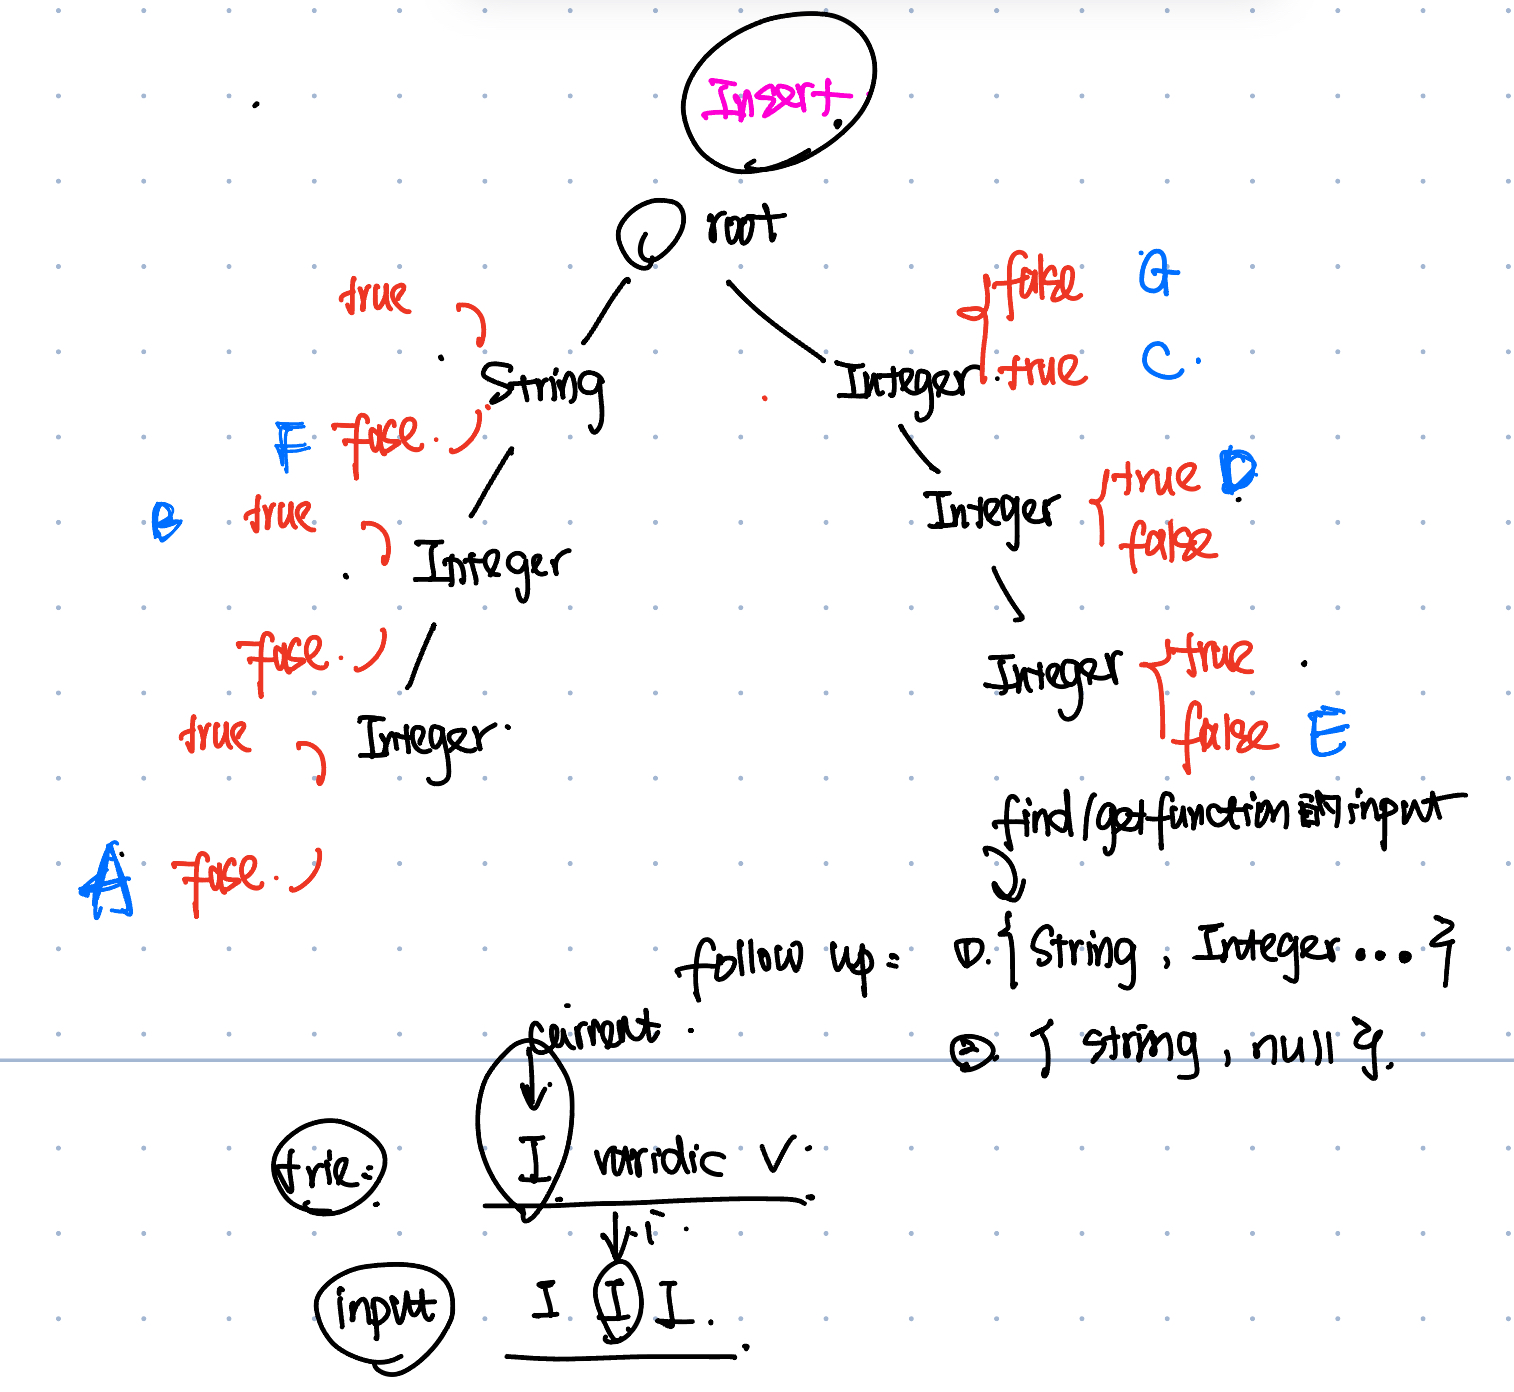 Insert
root
true
false G
true C
String
Integer
F fase
B true
true D
Integer
false
Integer
fase
true
Integer
false E
true
Integer
find/get function 的 input
A fase
follow up: ①. { String, Integer ... }
current
②. { string, null }.
trie
I varidic ✓
i
input
I I I.